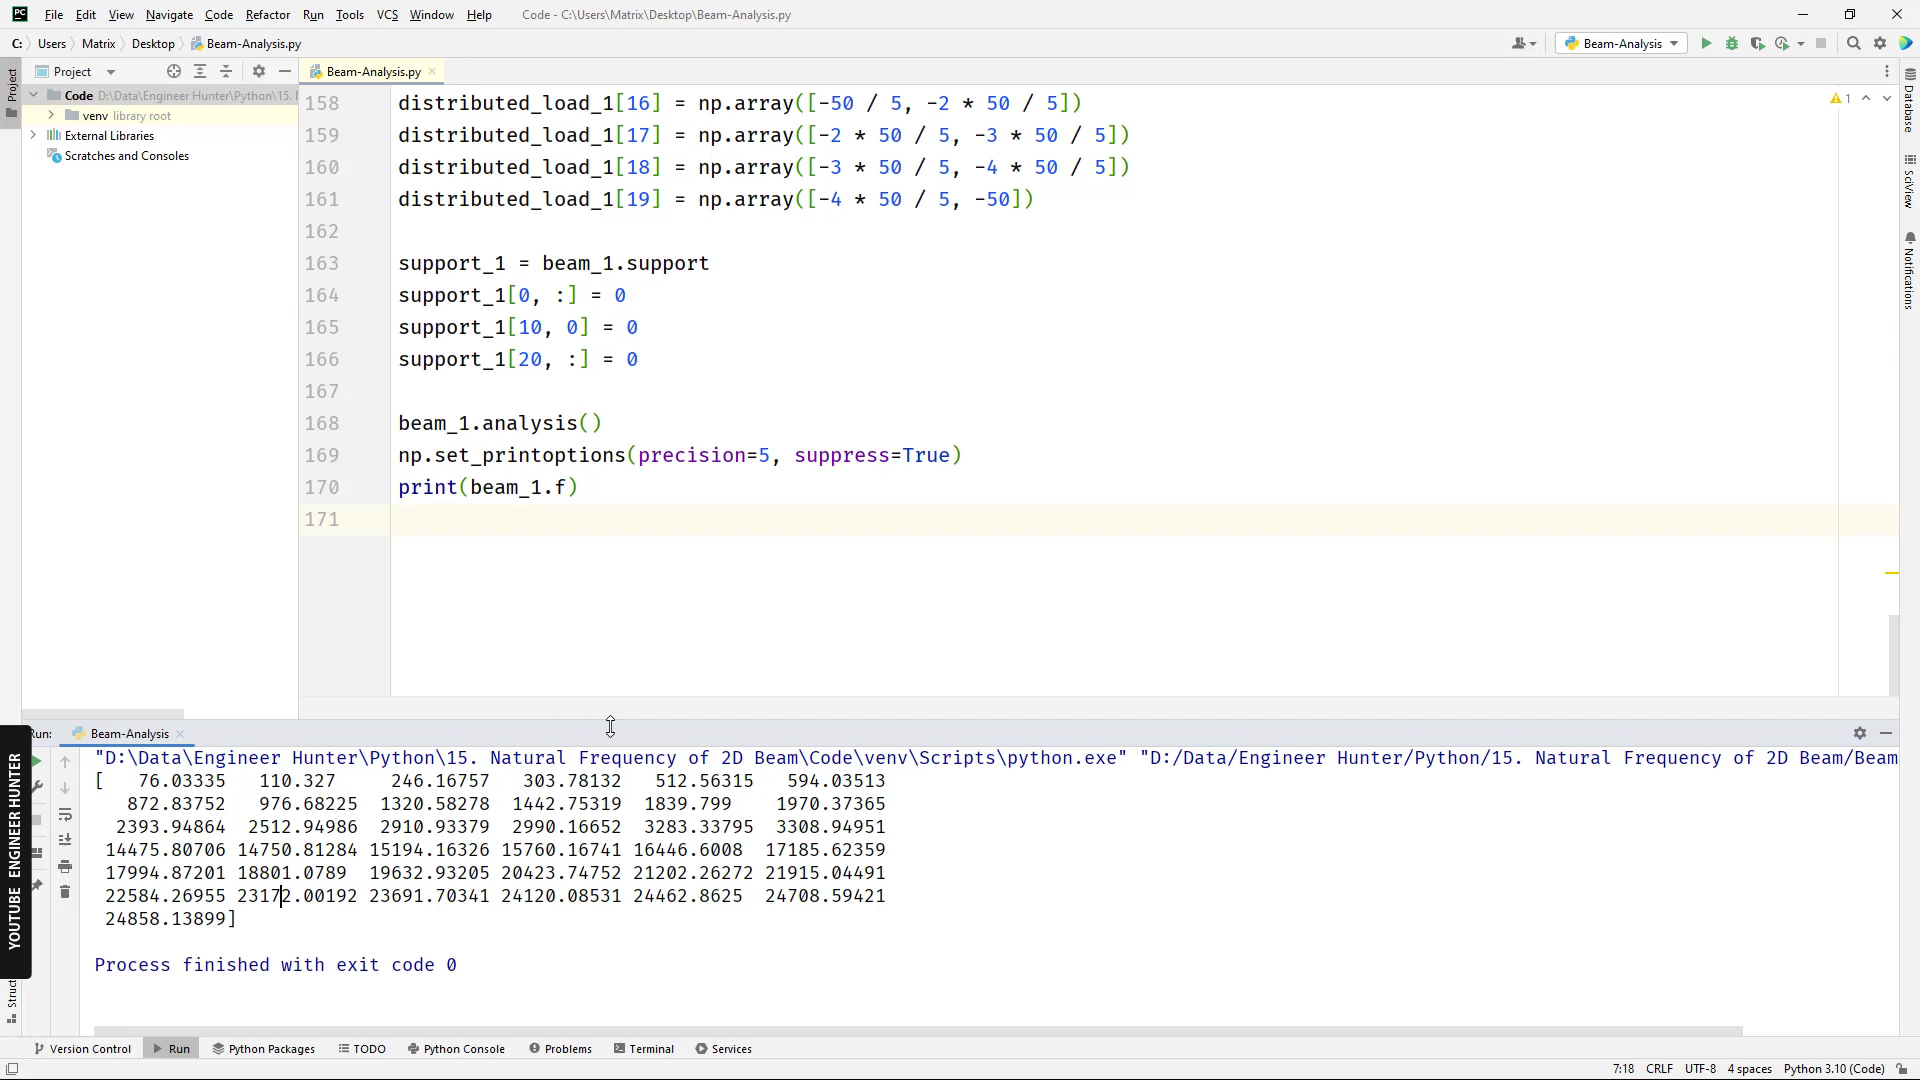 File Edit View Navigate Code Refactor Run Tools VCS Window Help Code - C:\Users\Matrix\Desktop\Beam-Analysis.py
C: Users Matrix Desktop Beam-Analysis.py
Beam-Analysis
Project
Beam-Analysis.py
Project
Code D:\Data\Engineer Hunter\Python\15.
venv library root
External Libraries
Scratches and Consoles
1
Database
SciView
Notifications
158 distributed_load_1[16] = np.array([-50 / 5, -2 * 50 / 5])
159 distributed_load_1[17] = np.array([-2 * 50 / 5, -3 * 50 / 5])
160 distributed_load_1[18] = np.array([-3 * 50 / 5, -4 * 50 / 5])
161 distributed_load_1[19] = np.array([-4 * 50 / 5, -50])
162
163 support_1 = beam_1.support
164 support_1[0, :] = 0
165 support_1[10, 0] = 0
166 support_1[20, :] = 0
167
168 beam_1.analysis()
169 np.set_printoptions(precision=5, suppress=True)
170 print(beam_1.f)
171
Run: Beam-Analysis
"D:\Data\Engineer Hunter\Python\15. Natural Frequency of 2D Beam\Code\venv\Scripts\python.exe" "D:/Data/Engineer Hunter/Python/15. Natural Frequency of 2D Beam/Beam
[ 76.03335 110.327 246.16757 303.78132 512.56315 594.03513
872.83752 976.68225 1320.58278 1442.75319 1839.799 1970.37365
2393.94864 2512.94986 2910.93379 2990.16652 3283.33795 3308.94951
14475.80706 14750.81284 15194.16326 15760.16741 16446.6008 17185.62359
17994.87201 18801.0789 19632.93205 20423.74752 21202.26272 21915.04491
22584.26955 23172.00192 23691.70341 24120.08531 24462.8625 24708.59421
24858.13899]
Process finished with exit code 0
YOUTUBE ENGINEER HUNTER
Struct
Version Control Run Python Packages TODO Python Console Problems Terminal Services
7:18 CRLF UTF-8 4 spaces Python 3.10 (Code)